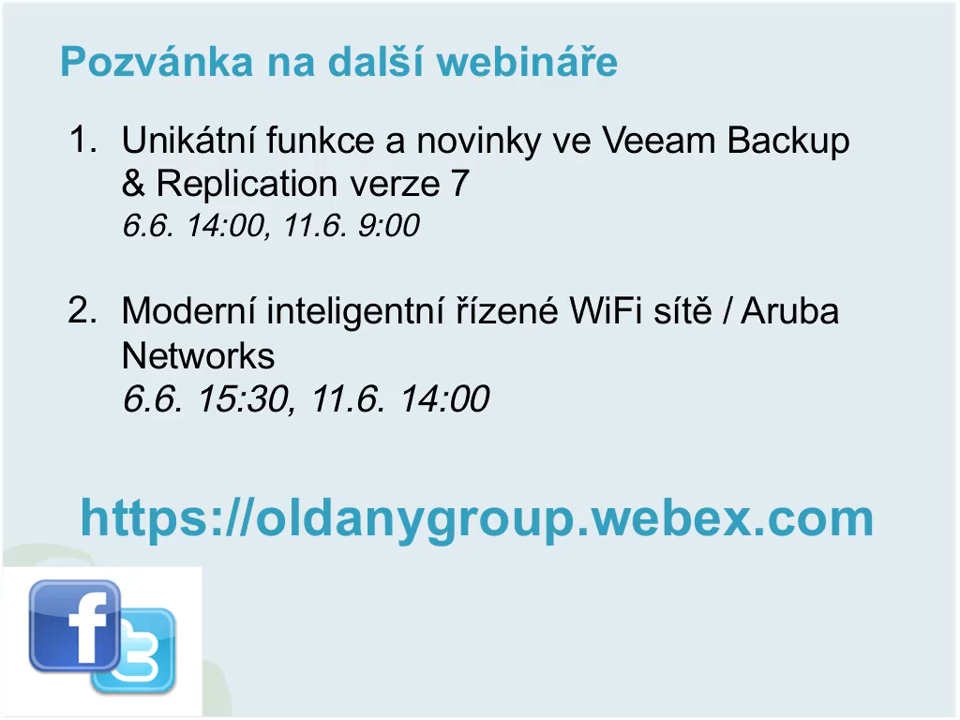 Pozvánka na další webináře
1. Unikátní funkce a novinky ve Veeam Backup
& Replication verze 7
6.6. 14:00, 11.6. 9:00
2. Moderní inteligentní řízené WiFi sítě / Aruba
Networks
6.6. 15:30, 11.6. 14:00
https://oldanygroup.webex.com